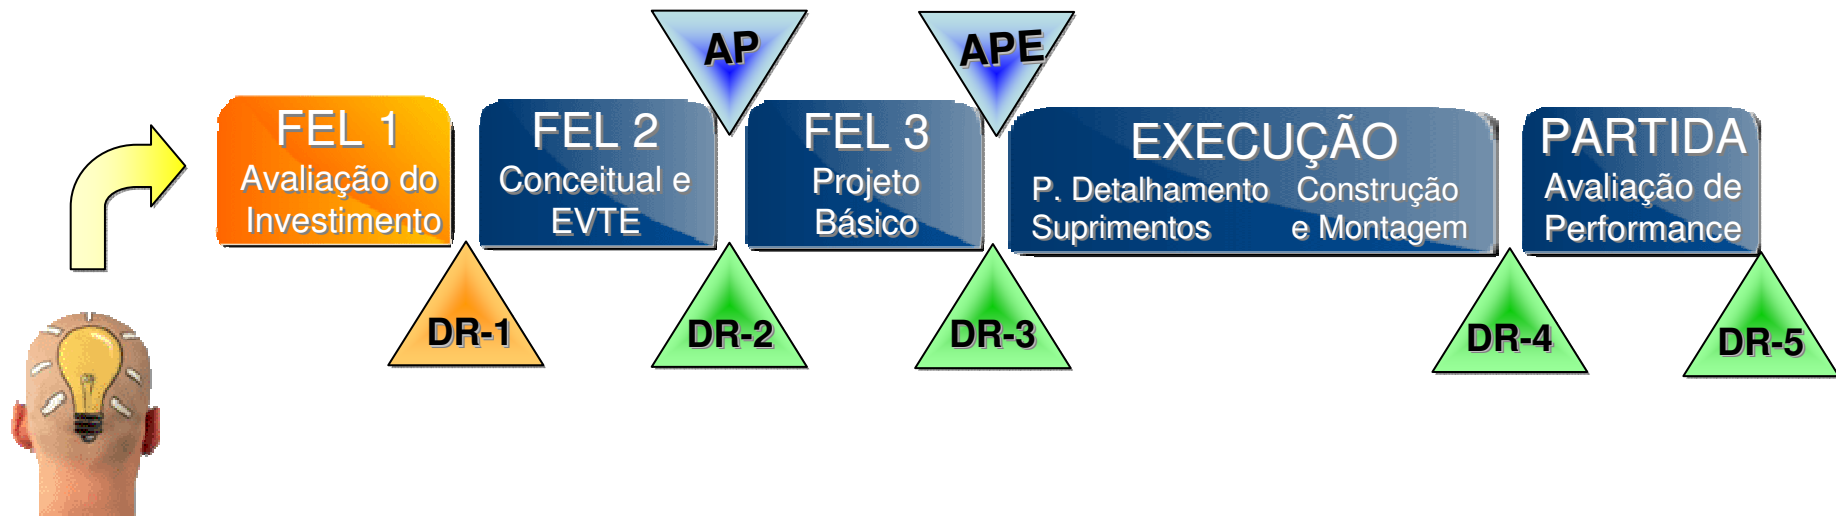 AP
APE
FEL 1
Avaliação do
Investimento
FEL 2
Conceitual e
EVTE
FEL 3
Projeto
Básico
EXECUÇÃO
P. Detalhamento
Suprimentos
Construção
e Montagem
PARTIDA
Avaliação de
Performance
DR-1
DR-2
DR-3
DR-4
DR-5